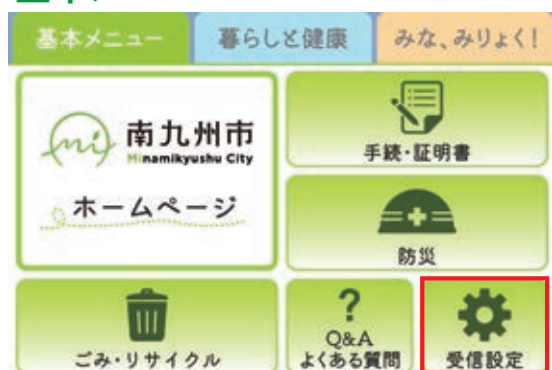 基本メニュー
暮らしと健康
みな、みりょく!
mi
南九州市
Minamikyushu City
ホームページ
手続・証明書
防災
ごみ・リサイクル
?
Q&A
よくある質問
受信設定